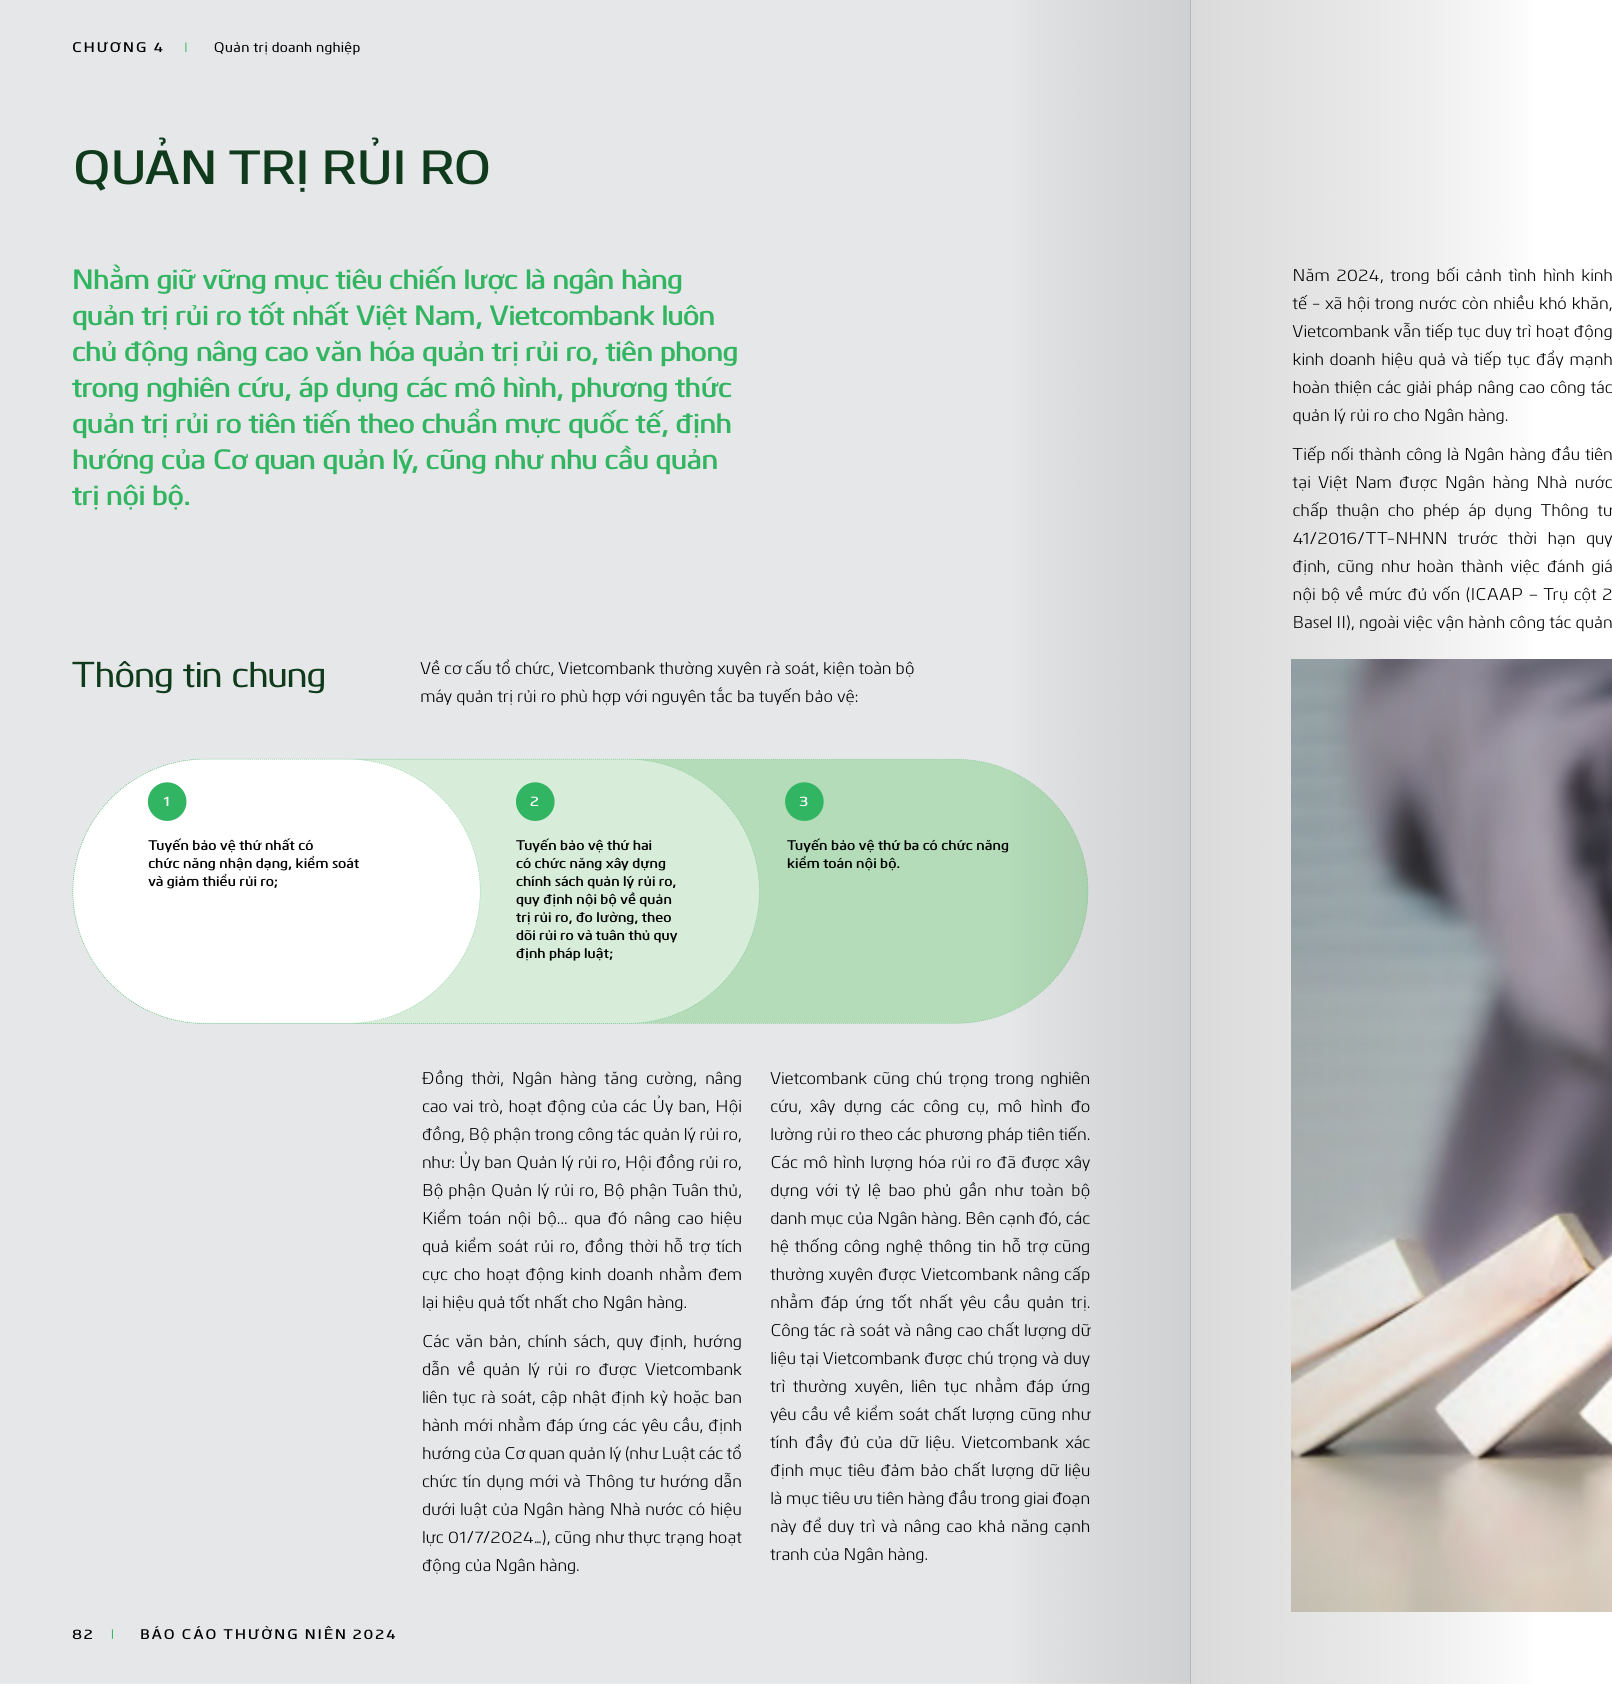 CHƯƠNG 4 | Quản trị doanh nghiệp
QUẢN TRỊ RỦI RO
Nhằm giữ vững mục tiêu chiến lược là ngân hàng
quản trị rủi ro tốt nhất Việt Nam, Vietcombank luôn
chủ động nâng cao văn hóa quản trị rủi ro, tiên phong
trong nghiên cứu, áp dụng các mô hình, phương thức
quản trị rủi ro tiên tiến theo chuẩn mực quốc tế, định
hướng của Cơ quan quản lý, cũng như nhu cầu quản
trị nội bộ.
Thông tin chung
Về cơ cấu tổ chức, Vietcombank thường xuyên rà soát, kiện toàn bộ
máy quản trị rủi ro phù hợp với nguyên tắc ba tuyến bảo vệ:
1
Tuyến bảo vệ thứ nhất có
chức năng nhận dạng, kiểm soát
và giảm thiểu rủi ro;
2
Tuyến bảo vệ thứ hai
có chức năng xây dựng
chính sách quản lý rủi ro,
quy định nội bộ về quản
trị rủi ro, đo lường, theo
dõi rủi ro và tuân thủ quy
định pháp luật;
3
Tuyến bảo vệ thứ ba có chức năng
kiểm toán nội bộ.
Đồng thời, Ngân hàng tăng cường, nâng
cao vai trò, hoạt động của các Ủy ban, Hội
đồng, Bộ phận trong công tác quản lý rủi ro,
như: Ủy ban Quản lý rủi ro, Hội đồng rủi ro,
Bộ phận Quản lý rủi ro, Bộ phận Tuân thủ,
Kiểm toán nội bộ... qua đó nâng cao hiệu
quả kiểm soát rủi ro, đồng thời hỗ trợ tích
cực cho hoạt động kinh doanh nhằm đem
lại hiệu quả tốt nhất cho Ngân hàng.
Các văn bản, chính sách, quy định, hướng
dẫn về quản lý rủi ro được Vietcombank
liên tục rà soát, cập nhật định kỳ hoặc ban
hành mới nhằm đáp ứng các yêu cầu, định
hướng của Cơ quan quản lý (như Luật các tổ
chức tín dụng mới và Thông tư hướng dẫn
dưới luật của Ngân hàng Nhà nước có hiệu
lực 01/7/2024...), cũng như thực trạng hoạt
động của Ngân hàng.
Vietcombank cũng chú trọng trong nghiên
cứu, xây dựng các công cụ, mô hình đo
lường rủi ro theo các phương pháp tiên tiến.
Các mô hình lượng hóa rủi ro đã được xây
dựng với tỷ lệ bao phủ gần như toàn bộ
danh mục của Ngân hàng. Bên cạnh đó, các
hệ thống công nghệ thông tin hỗ trợ cũng
thường xuyên được Vietcombank nâng cấp
nhằm đáp ứng tốt nhất yêu cầu quản trị.
Công tác rà soát và nâng cao chất lượng dữ
liệu tại Vietcombank được chú trọng và duy
trì thường xuyên, liên tục nhằm đáp ứng
yêu cầu về kiểm soát chất lượng cũng như
tính đầy đủ của dữ liệu. Vietcombank xác
định mục tiêu đảm bảo chất lượng dữ liệu
là mục tiêu ưu tiên hàng đầu trong giai đoạn
này để duy trì và nâng cao khả năng cạnh
tranh của Ngân hàng.
82 | BÁO CÁO THƯỜNG NIÊN 2024
Năm 2024, trong bối cảnh tình hình kinh
tế – xã hội trong nước còn nhiều khó khăn,
Vietcombank vẫn tiếp tục duy trì hoạt động
kinh doanh hiệu quả và tiếp tục đẩy mạnh
hoàn thiện các giải pháp nâng cao công tác
quản lý rủi ro cho Ngân hàng.
Tiếp nối thành công là Ngân hàng đầu tiên
tại Việt Nam được Ngân hàng Nhà nước
chấp thuận cho phép áp dụng Thông tư
41/2016/TT-NHNN trước thời hạn quy
định, cũng như hoàn thành việc đánh giá
nội bộ về mức đủ vốn (ICAAP – Trụ cột 2
Basel II), ngoài việc vận hành công tác quản